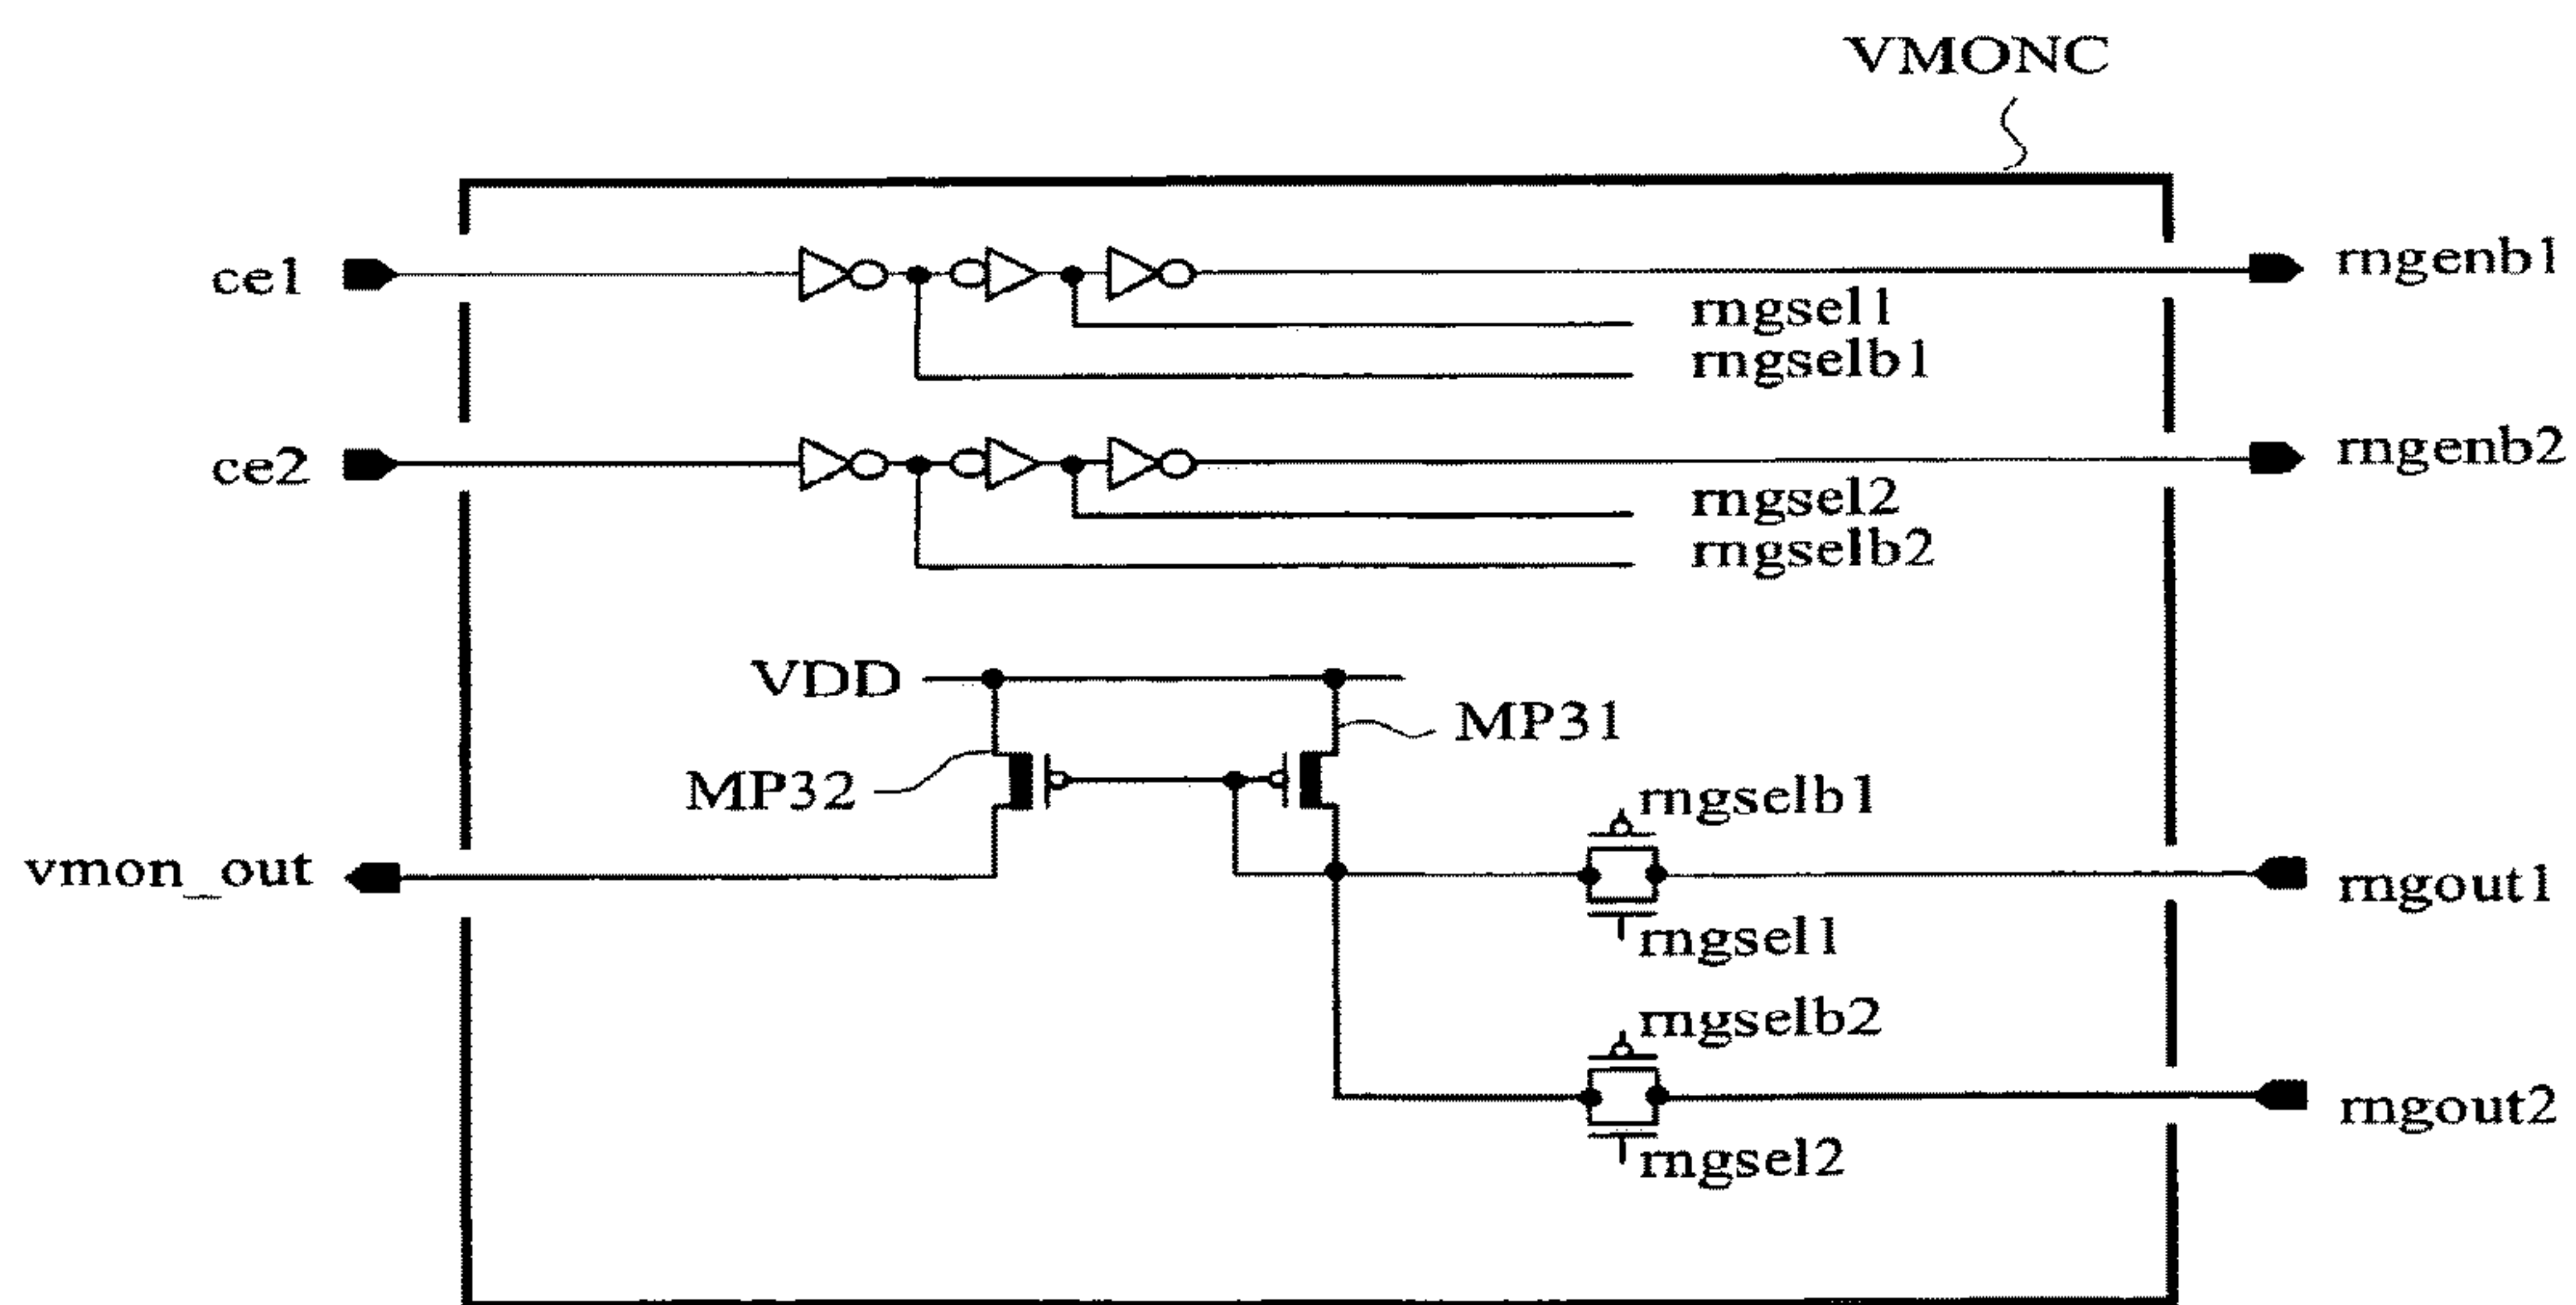 VMONC
ce1
rngenb1
rngsel1
rngselb1
ce2
rngenb2
rngsel2
rngselb2
VDD
MP31
MP32
rngselb1
vmon_out
rngout1
rngsel1
rngselb2
rngout2
rngsel2